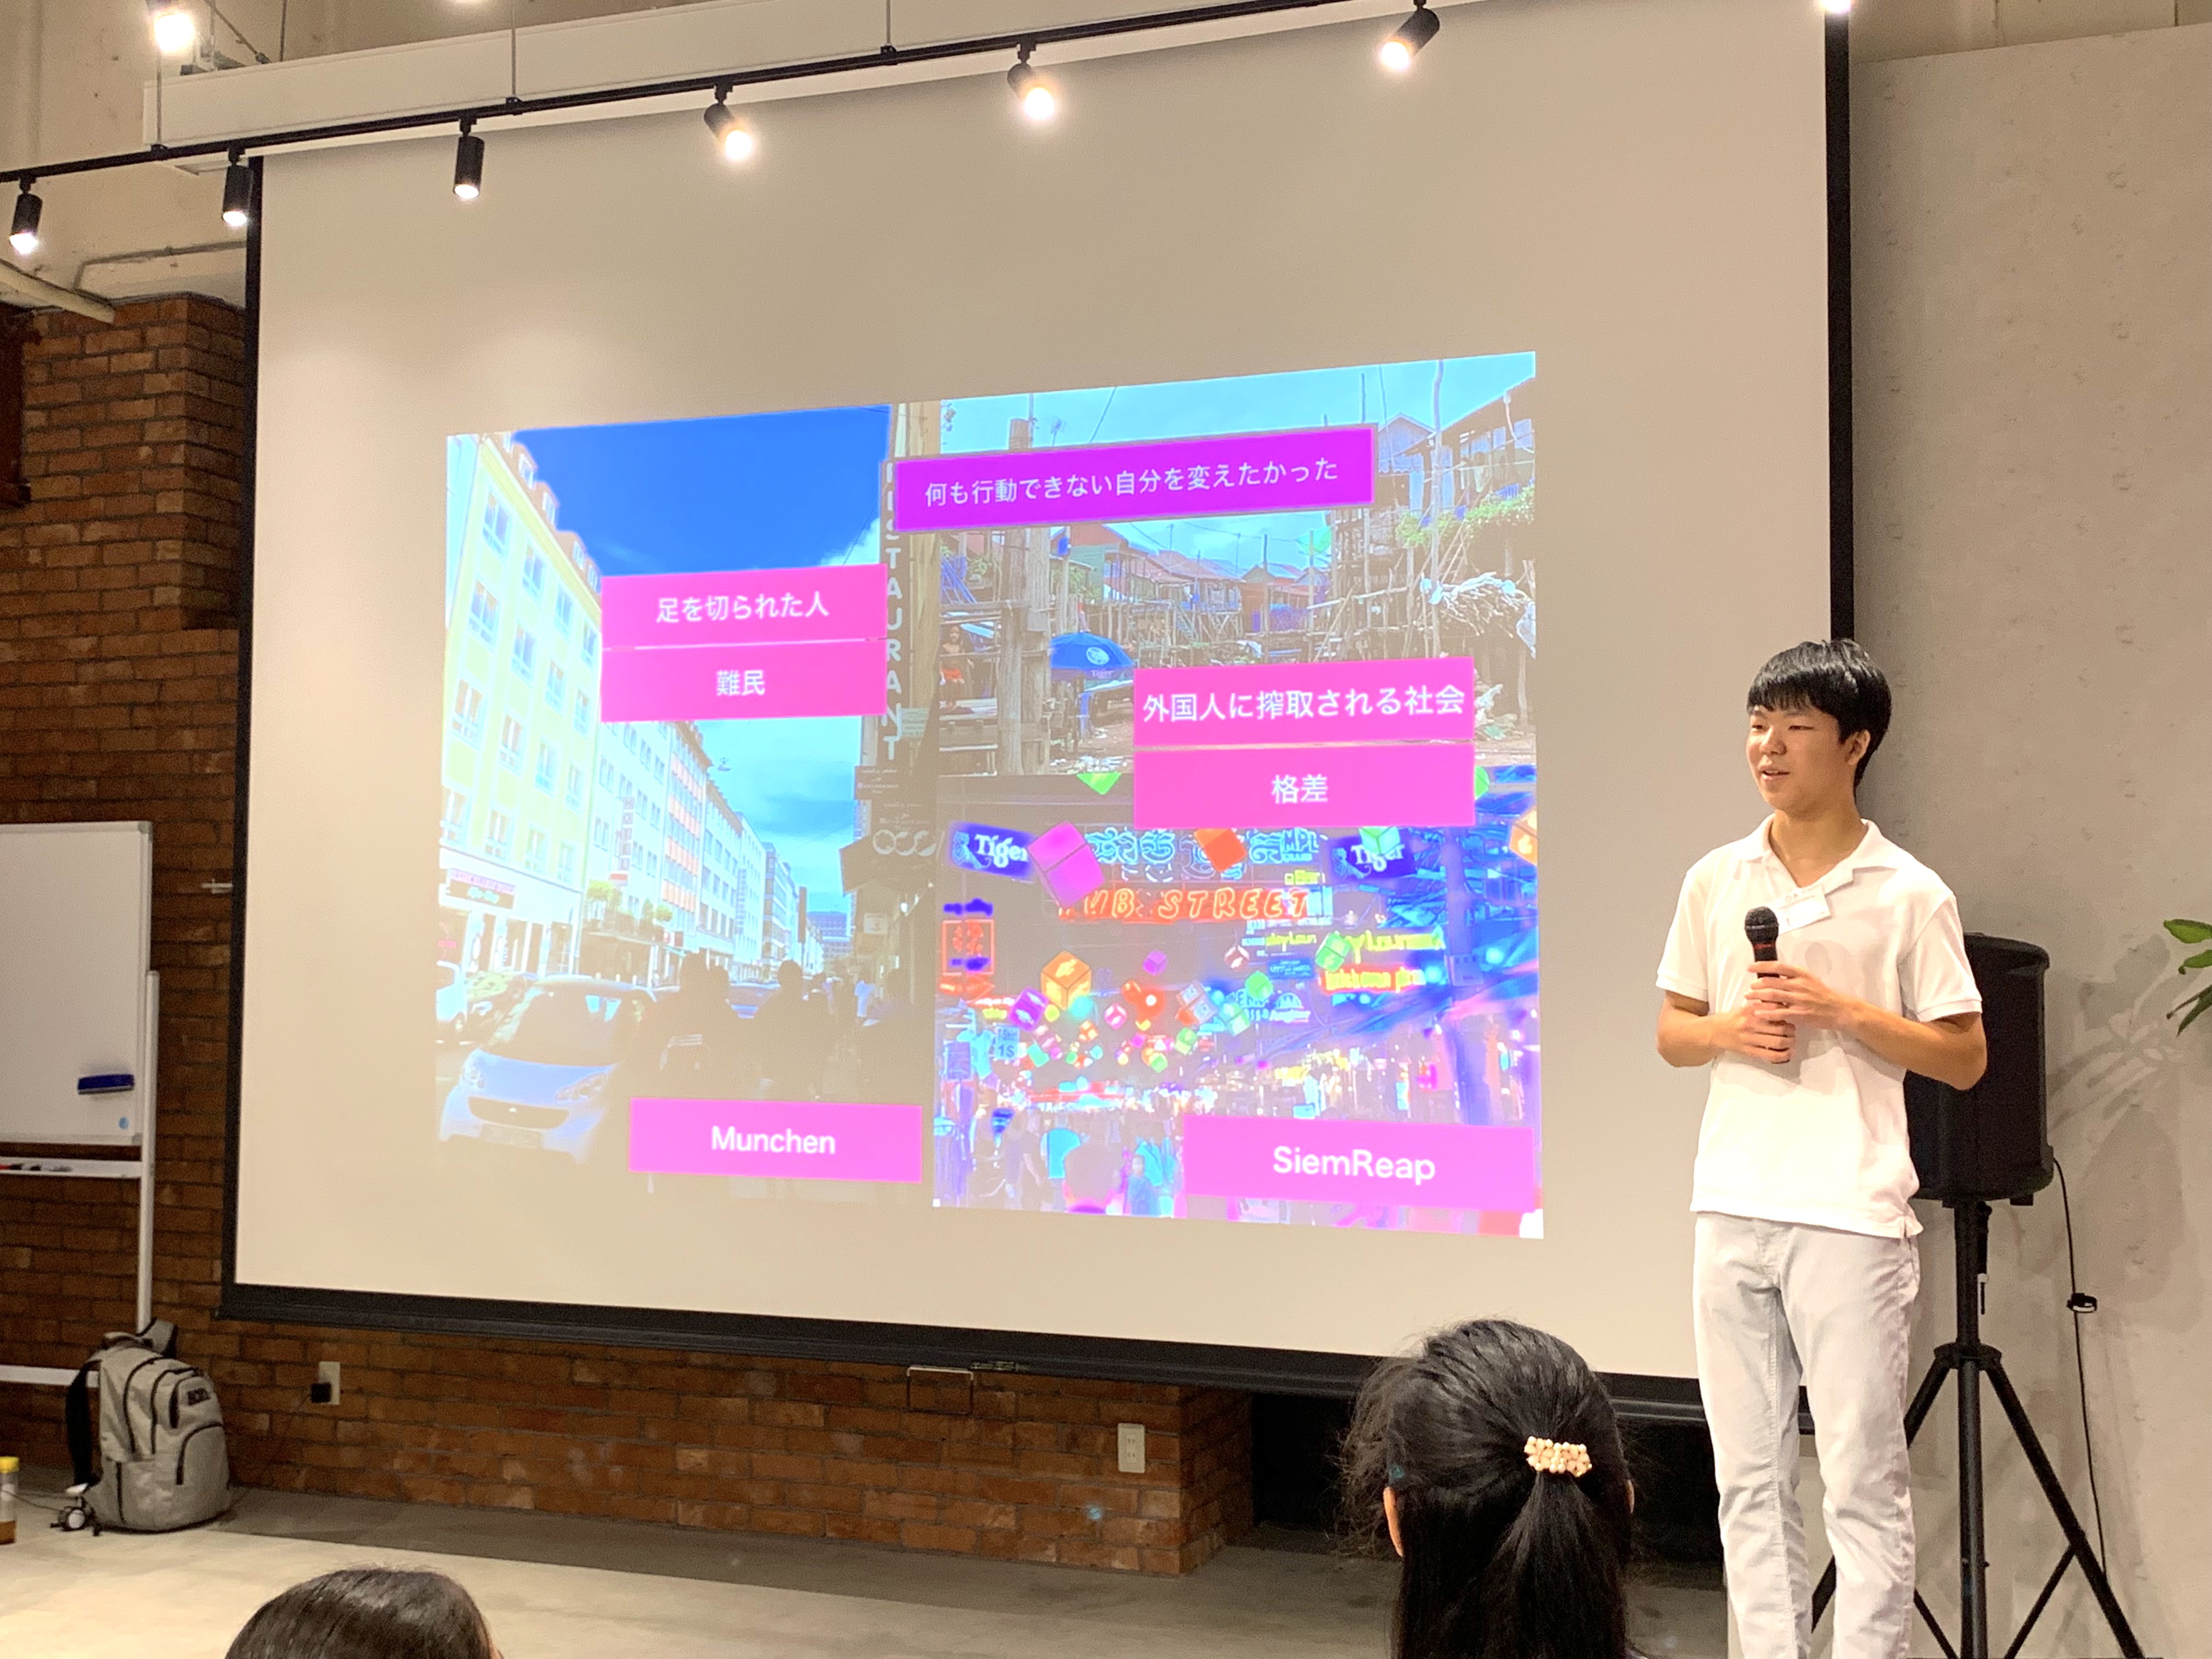 何も行動できない自分を変えたかった
足を切られた人
難民
RESTAURANT
Tiger
外国人に搾取される社会
格差
Tiger
Tiger
PUB STREET
Munchen
SiemReap